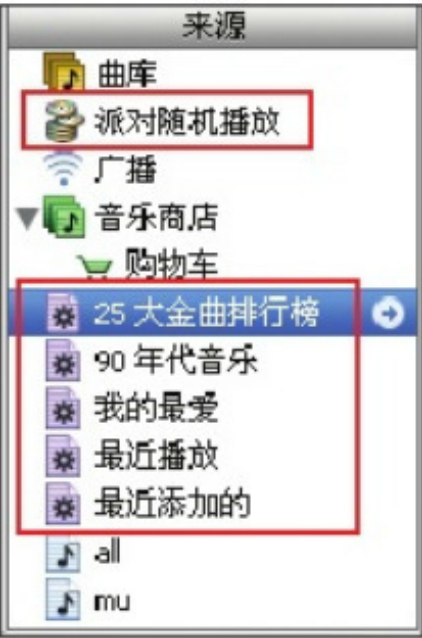 来源
曲库
派对随机播放
广播
音乐商店
购物车
25 大金曲排行榜
90 年代音乐
我的最爱
最近播放
最近添加的
all
mu